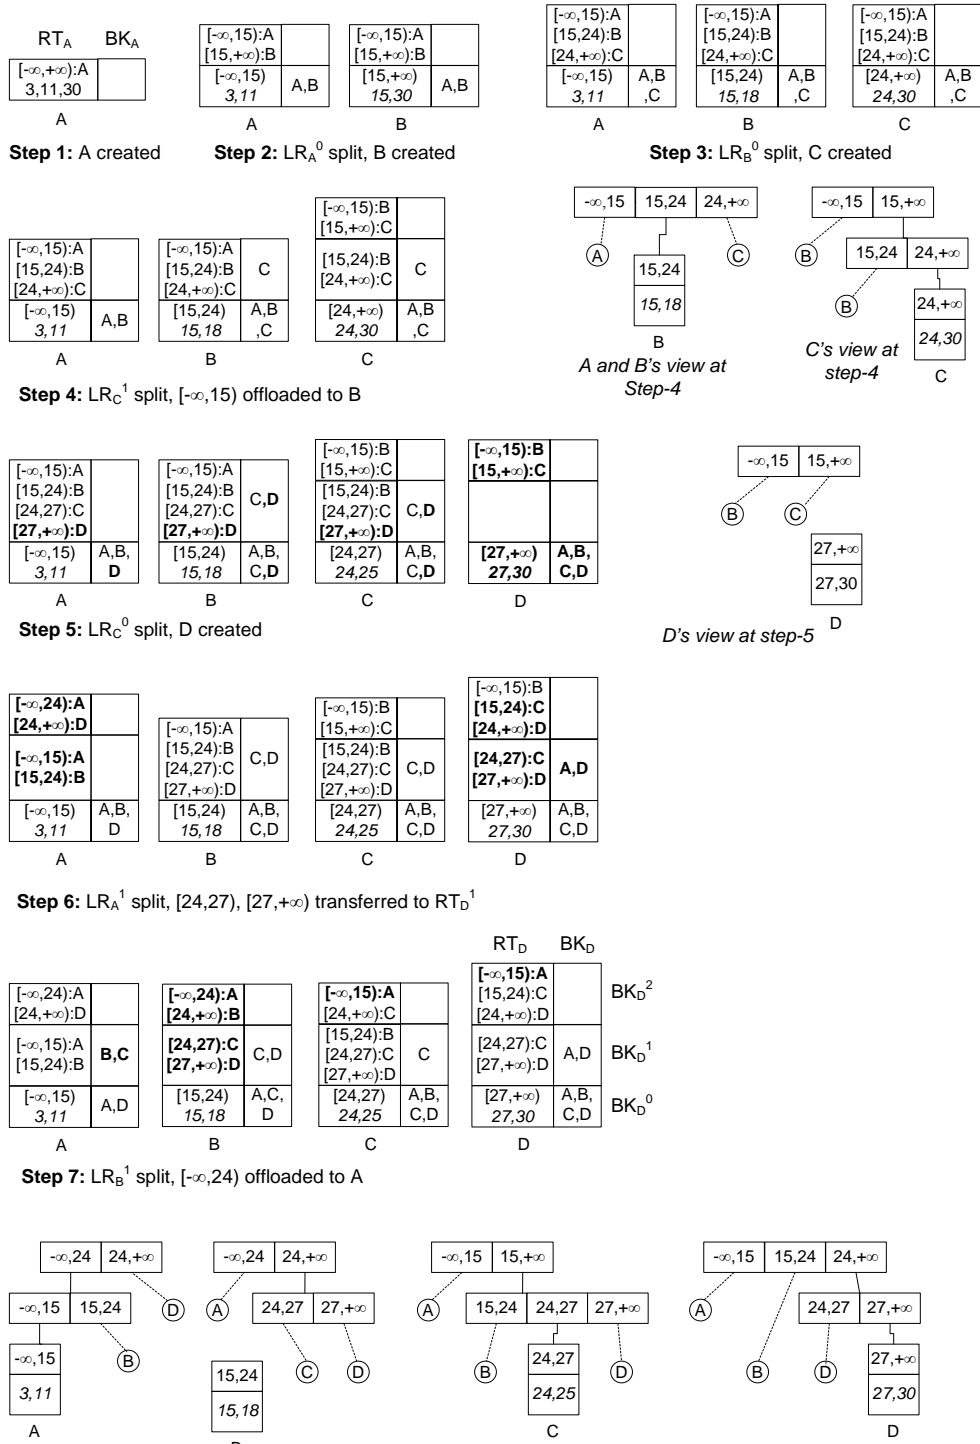 RT_A BK_A
[-∞,+∞):A
3,11,30
A
Step 1: A created
[-∞,15):A
[15,+∞):B
[-∞,15)
3,11
A,B
A
[-∞,15):A
[15,+∞):B
[15,+∞)
15,30
A,B
B
Step 2: LR_A^0 split, B created
[-∞,15):A
[15,24):B
[24,+∞):C
[-∞,15)
3,11
A,B
,C
A
[-∞,15):A
[15,24):B
[24,+∞):C
[15,24)
15,18
A,B
,C
B
[-∞,15):A
[15,24):B
[24,+∞):C
[24,+∞)
24,30
A,B
,C
C
Step 3: LR_B^0 split, C created
[-∞,15):A
[15,24):B
[24,+∞):C
[-∞,15)
3,11
A,B
A
[-∞,15):A
[15,24):B
[24,+∞):C
C
[15,24)
15,18
A,B
,C
B
[-∞,15):B
[15,+∞):C
[15,24):B
[24,+∞):C
C
[24,+∞)
24,30
A,B
,C
C
Step 4: LR_C^1 split, [-∞,15) offloaded to B
-∞,15 15,24 24,+∞
A
C
15,24
15,18
B
A and B's view at
Step-4
-∞,15 15,+∞
B
15,24 24,+∞
B
24,+∞
24,30
C
C's view at
step-4
[-∞,15):A
[15,24):B
[24,27):C
[27,+∞):D
[-∞,15)
3,11
A,B,
D
A
[-∞,15):A
[15,24):B
[24,27):C
[27,+∞):D
C,D
[15,24)
15,18
A,B,
C,D
B
[-∞,15):B
[15,+∞):C
[15,24):B
[24,27):C
[27,+∞):D
C,D
[24,27)
24,25
A,B,
C,D
C
[-∞,15):B
[15,+∞):C
[27,+∞)
27,30
A,B,
C,D
D
Step 5: LR_C^0 split, D created
-∞,15 15,+∞
B
C
27,+∞
27,30
D
D's view at step-5
[-∞,24):A
[24,+∞):D
[-∞,15):A
[15,24):B
[-∞,15)
3,11
A,B,
D
A
[-∞,15):A
[15,24):B
[24,27):C
[27,+∞):D
C,D
[15,24)
15,18
A,B,
C,D
B
[-∞,15):B
[15,+∞):C
[15,24):B
[24,27):C
[27,+∞):D
C,D
[24,27)
24,25
A,B,
C,D
C
[-∞,15):B
[15,24):C
[24,+∞):D
[24,27):C
[27,+∞):D
A,D
[27,+∞)
27,30
A,B,
C,D
D
Step 6: LR_A^1 split, [24,27), [27,+∞) transferred to RT_D^1
[-∞,24):A
[24,+∞):D
[-∞,15):A
[15,24):B
B,C
[-∞,15)
3,11
A,D
A
[-∞,24):A
[24,+∞):B
[24,27):C
[27,+∞):D
C,D
[15,24)
15,18
A,C,
D
B
[-∞,15):A
[24,+∞):C
[15,24):B
[24,27):C
[27,+∞):D
C
[24,27)
24,25
A,B,
C,D
C
RT_D BK_D
[-∞,15):A
[15,24):C
[24,+∞):D
BK_D^2
[24,27):C
[27,+∞):D
A,D
BK_D^1
[27,+∞)
27,30
A,B,
C,D
BK_D^0
D
Step 7: LR_B^1 split, [-∞,24) offloaded to A
-∞,24 24,+∞
-∞,15 15,24
D
-∞,15
3,11
B
A
-∞,24 24,+∞
A
24,27 27,+∞
C
D
15,24
15,18
-∞,15 15,+∞
A
15,24 24,27 27,+∞
B
24,27
24,25
D
C
-∞,15 15,24 24,+∞
A
24,27 27,+∞
B
D
27,+∞
27,30
D